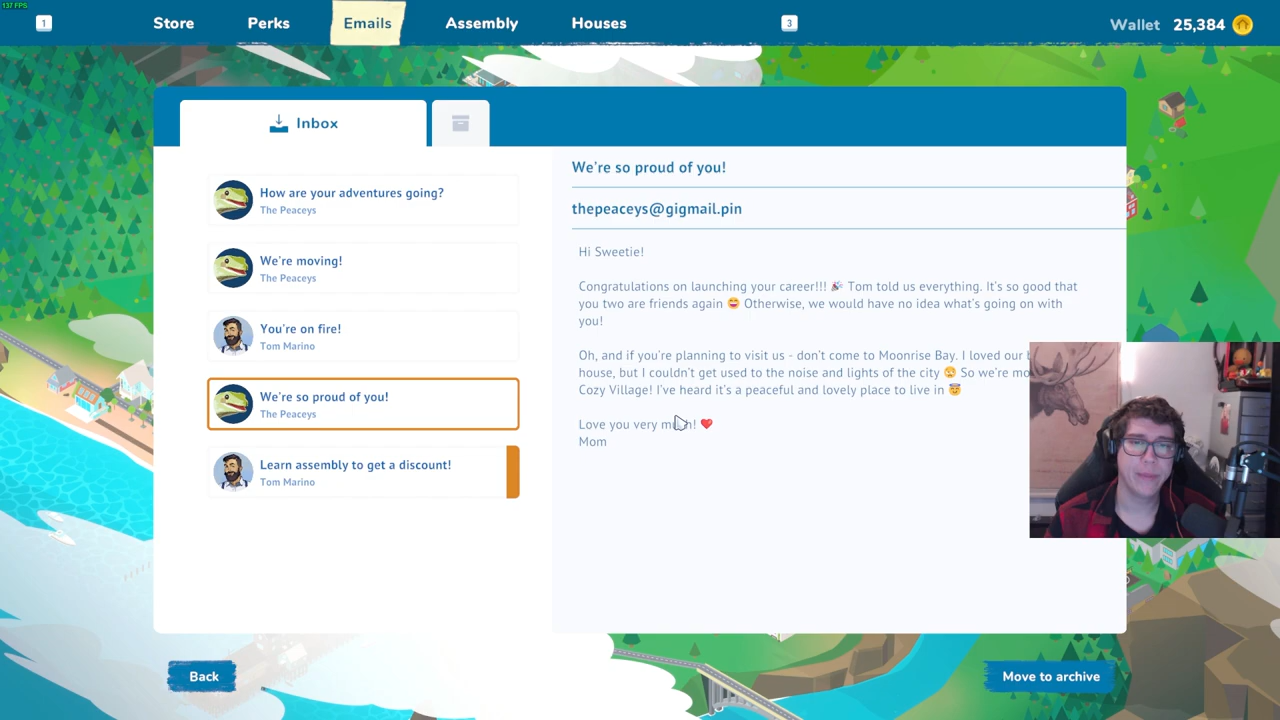 137 FPS
1
Store
Perks
Emails
Assembly
Houses
3
Wallet 25,384
Inbox
How are your adventures going?
The Peaceys
We're moving!
The Peaceys
You're on fire!
Tom Marino
We're so proud of you!
The Peaceys
Learn assembly to get a discount!
Tom Marino
We're so proud of you!
thepeaceys@gigmail.pin
Hi Sweetie!
Congratulations on launching your career!!! 🎉 Tom told us everything. It's so good that
you two are friends again 😄 Otherwise, we would have no idea what's going on with
you!
Oh, and if you're planning to visit us - don't come to Moonrise Bay. I loved our
house, but I couldn't get used to the noise and lights of the city So we're
Cozy Village! I've heard it's a peaceful and lovely place to live in 😇
Love you very much! ❤️
Mom
Back
Move to archive